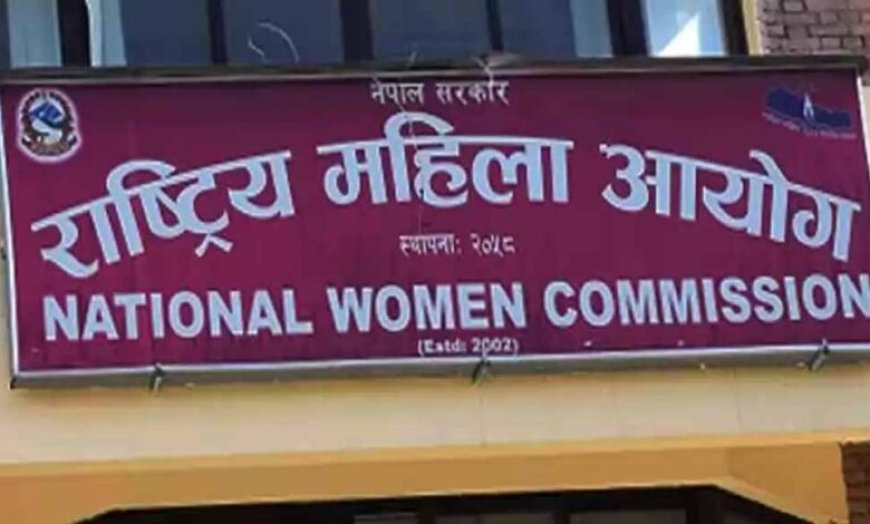 नेपाल सरकार
राष्ट्रिय महिला आयोग
स्थापना: २०५८
NATIONAL WOMEN COMMISSION
(Estd: 2002)